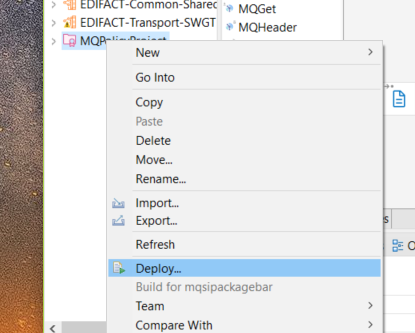 EDIFACT-Common-Shared
EDIFACT-Transport-SWGT
MQPolicyProject
MQGet
MQHeader
New
Go Into
Copy
Paste
Delete
Move...
Rename...
Import...
Export...
Refresh
Deploy...
Build for mqsipackagebar
Team
Compare With